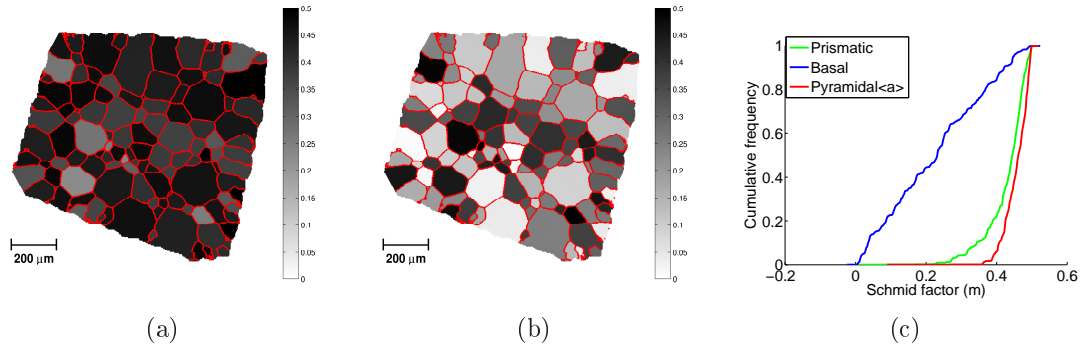 0.5
0.45
0.4
0.35
0.3
0.25
0.2
0.15
0.1
0.05
0
200 µm
(a)
0.5
0.45
0.4
0.35
0.3
0.25
0.2
0.15
0.1
0.05
0
200 µm
(b)
Prismatic
Basal
Pyramidal<a>
Cumulative frequency
1
0.8
0.6
0.4
0.2
0
−0.2 0 0.2 0.4 0.6
Schmid factor (m)
(c)